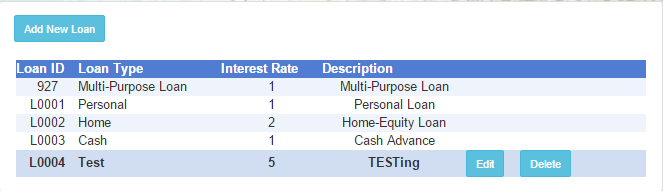 Add New Loan
Loan ID Loan Type Interest Rate Description
927 Multi-Purpose Loan 1 Multi-Purpose Loan
L0001 Personal 1 Personal Loan
L0002 Home 2 Home-Equity Loan
L0003 Cash 1 Cash Advance
L0004 Test 5 TESTing Edit Delete